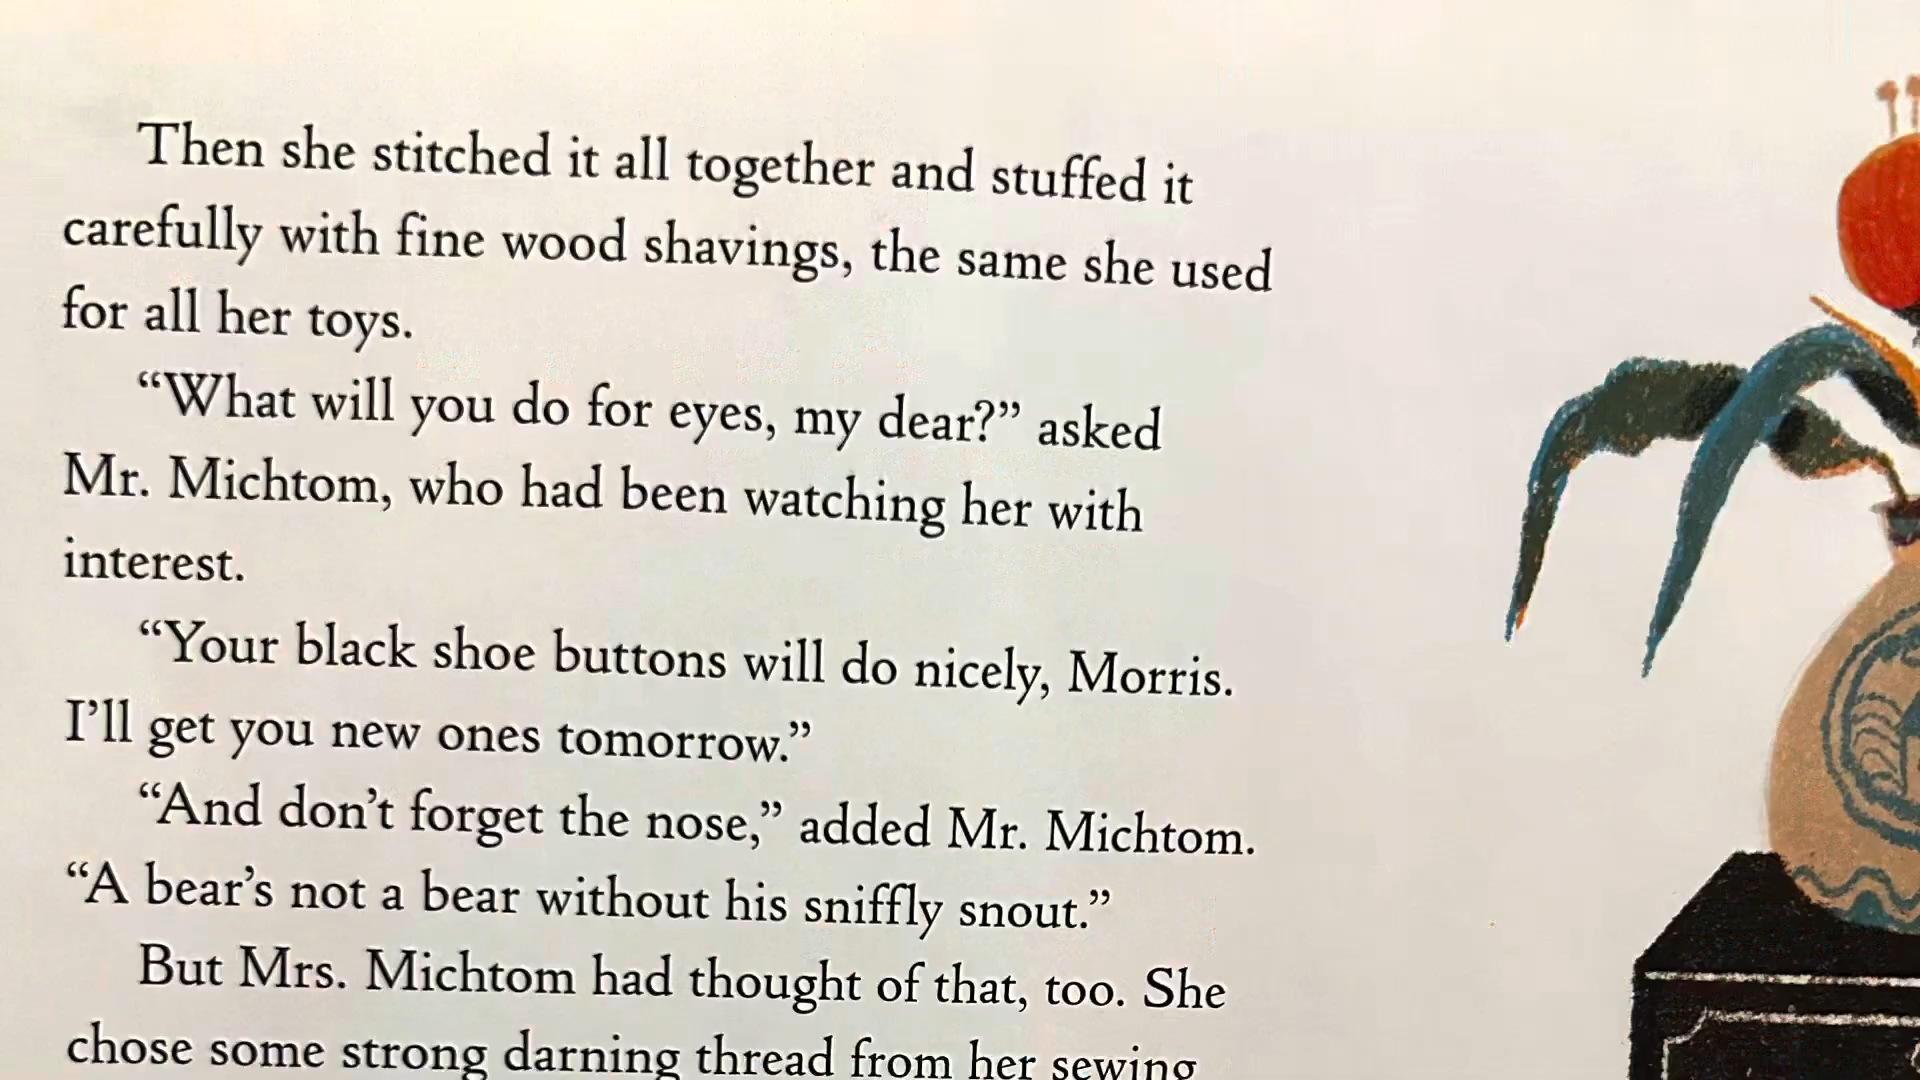 Then she stitched it all together and stuffed it
carefully with fine wood shavings, the same she used
for all her toys.
“What will you do for eyes, my dear?” asked
Mr. Michtom, who had been watching her with
interest.
“Your black shoe buttons will do nicely, Morris.
I’ll get you new ones tomorrow.”
“And don’t forget the nose,” added Mr. Michtom.
“A bear’s not a bear without his sniffly snout.”
But Mrs. Michtom had thought of that, too. She
chose some strong darning thread from her sewing